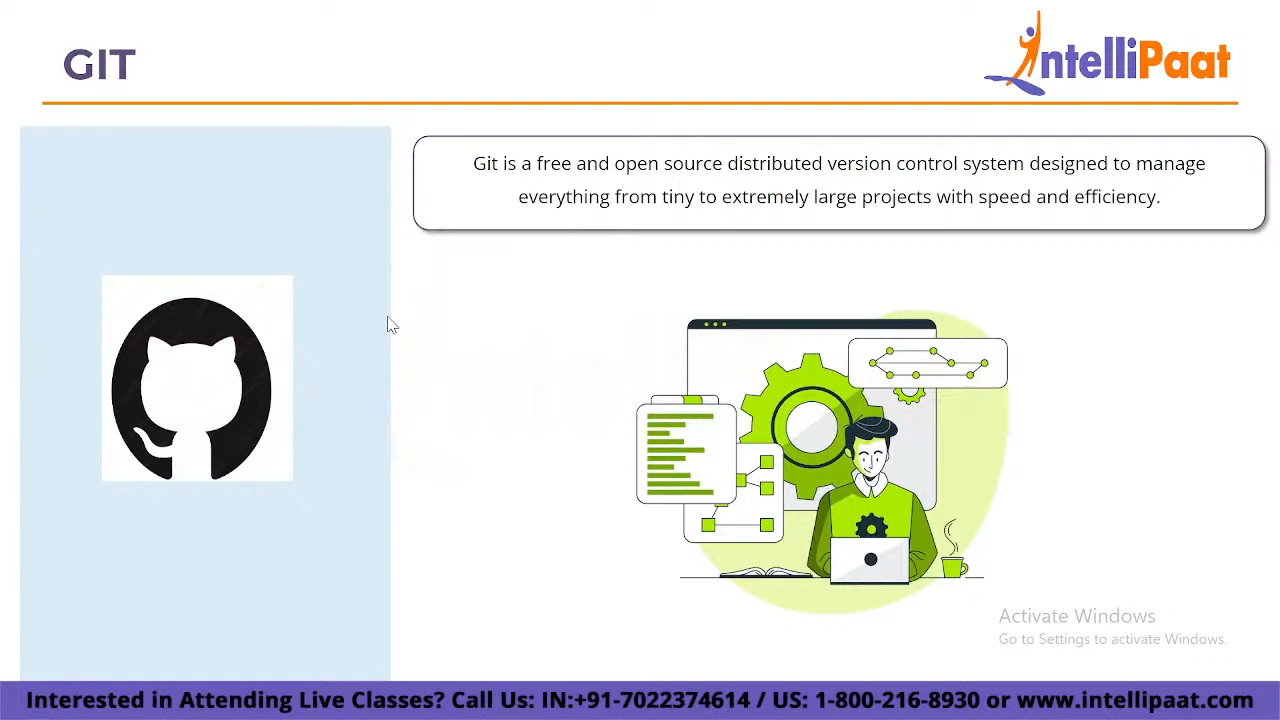 GIT
IntelliPaat
Git is a free and open source distributed version control system designed to manage
everything from tiny to extremely large projects with speed and efficiency.
Activate Windows
Go to Settings to activate Windows.
Interested in Attending Live Classes? Call Us: IN:+91-7022374614 / US: 1-800-216-8930 or www.intellipaat.com